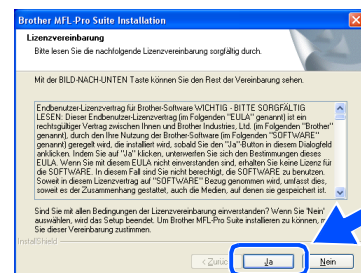 Brother MFL-Pro Suite Installation
Lizenzvereinbarung
Bitte lesen Sie die nachfolgende Lizenzvereinbarung sorgfältig durch.
Mit der BILD-NACH-UNTEN Taste können Sie den Rest der Vereinbarung sehen.
Endbenutzer-Lizenzvertrag für Brother-Software WICHTIG - BITTE SORGFÄLTIG
LESEN: Dieser Endbenutzer-Lizenzvertrag (im Folgenden "EULA" genannt) ist ein
rechtsgültiger Vertrag zwischen Ihnen und Brother Industries, Ltd. (im Folgenden "Brother"
genannt), durch den Ihre Nutzung der Brother-Software (im Folgenden "SOFTWARE"
genannt) geregelt wird, die installiert wird, sobald Sie den "Ja"-Button in diesem Dialogfeld
anklicken. Indem Sie auf "Ja" klicken, unterwerfen Sie sich den Bestimmungen dieses
EULA. Wenn Sie mit diesem EULA nicht einverstanden sind, erhalten Sie keine Lizenz für
die SOFTWARE. In diesem Fall sind Sie nicht berechtigt, die SOFTWARE zu benutzen.
Soweit in diesem Lizenzvertrag auf "SOFTWARE" Bezug genommen wird, umfasst dies,
soweit es der Zusammenhang gestattet, auch die Medien, auf denen sie gespeichert ist.
Sind Sie mit allen Bedingungen der Lizenzvereinbarung einverstanden? Wenn Sie 'Nein'
auswählen, wird das Setup beendet. Um Brother MFL-Pro Suite installieren zu können, m
Sie dieser Vereinbarung zustimmen.
InstallShield
< Zurück Ja Nein